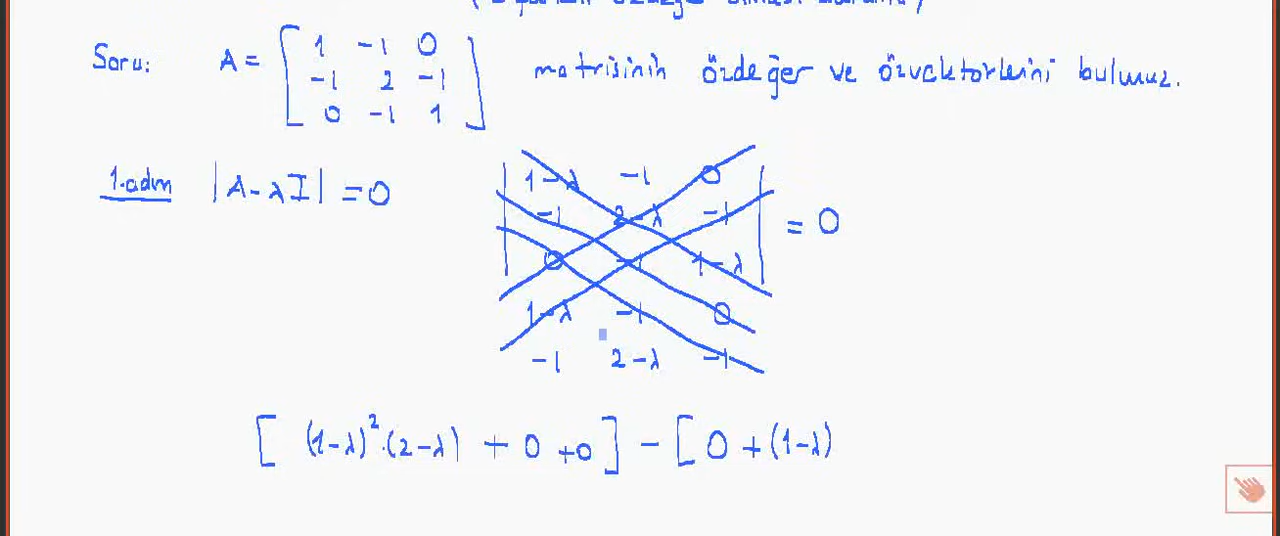 Soru: A = [ 1 -1 0
-1 2 -1
0 -1 1 ] matrisinin özdeğer ve özvektörlerini bulunuz.
1.adım |A-λI| = 0
| 1-λ -1 0
-1 2-λ -1 | = 0
0 -1 1-λ
1-λ -1 0
-1 2-λ -1
[ (1-λ)².(2-λ) + 0 + 0 ] - [ 0 + (1-λ)